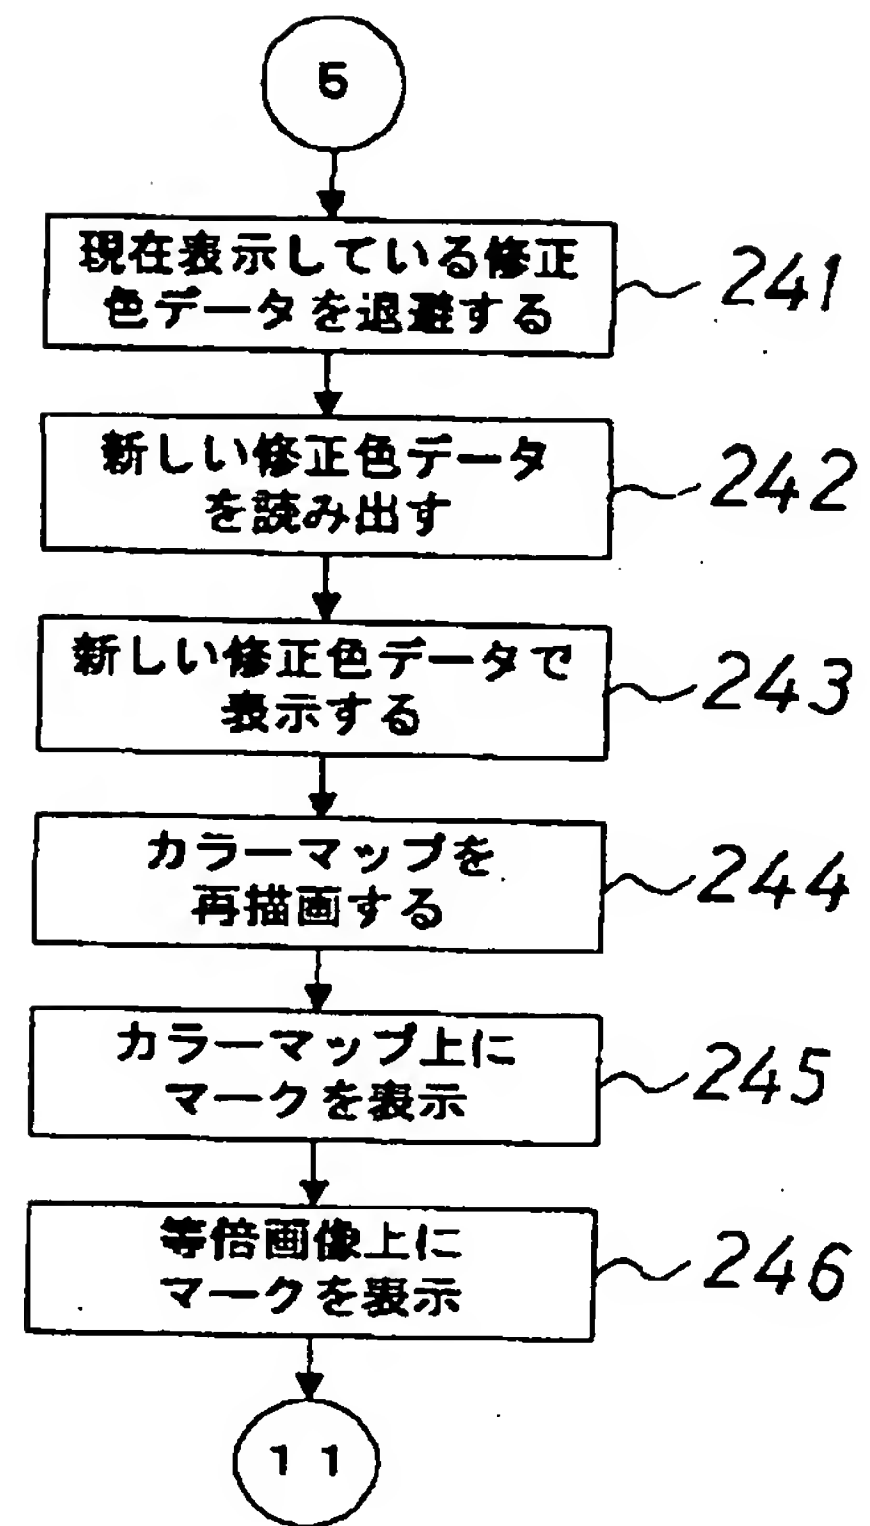 5
現在表示している修正
色データを退避する
241
新しい修正色データ
を読み出す
242
新しい修正色データで
表示する
243
カラーマップを
再描画する
244
カラーマップ上に
マークを表示
245
等倍画像上に
マークを表示
246
11